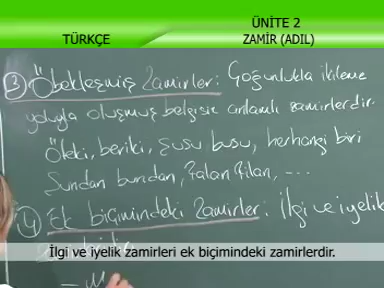 ÜNİTE 2
TÜRKÇE
ZAMİR (ADIL)
3) Öbekleşmiş Zamirler: Çoğunlukla ikileme
yoluyla oluşmuş belgisiz anlamlı zamirlerdir.
Öteki, beriki, şusu busu, herhangi biri
Şundan bundan, falan filan, ...
4) Ek biçimindeki Zamirler: İlgi ve iyelik
İlgi ve iyelik zamirleri ek biçimindeki zamirlerdir.